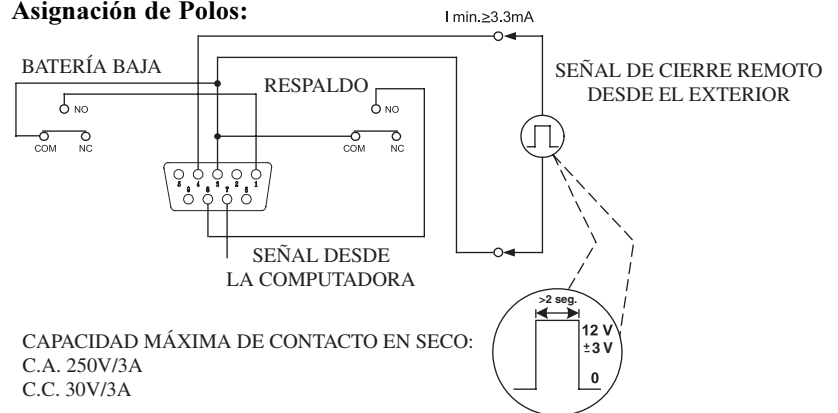 Asignación de Polos:
I min.≥3.3mA
BATERÍA BAJA
RESPALDO
SEÑAL DE CIERRE REMOTO
DESDE EL EXTERIOR
NO
NO
COM NC
COM NC
5 4 3 2 1
9 8 7 6
SEÑAL DESDE
LA COMPUTADORA
>2 seg.
12 V
±3 V
0
CAPACIDAD MÁXIMA DE CONTACTO EN SECO:
C.A. 250V/3A
C.C. 30V/3A